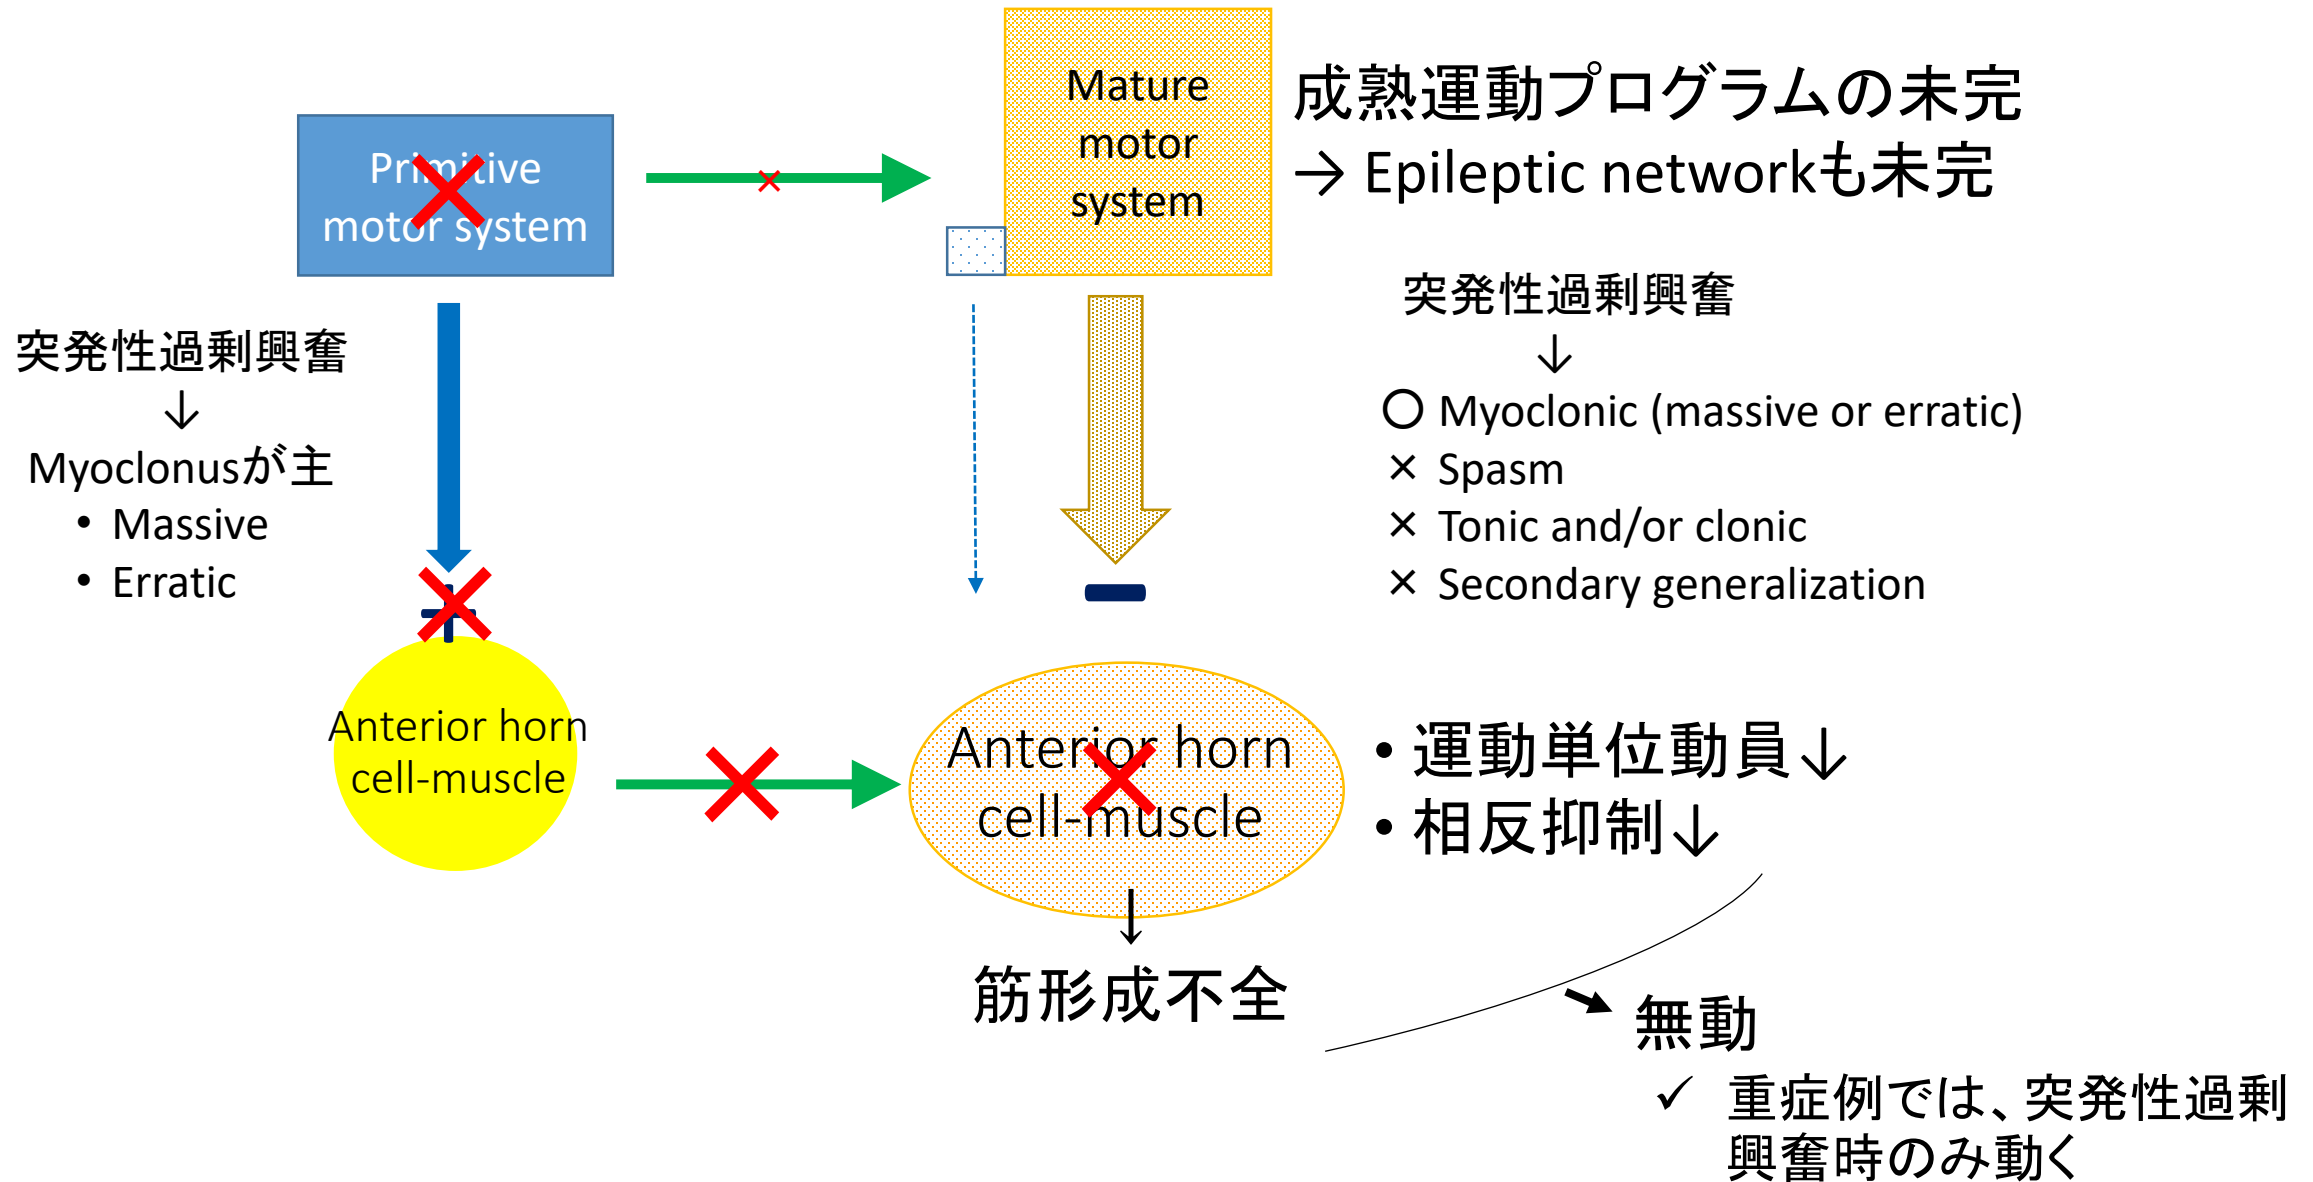 Primitive
motor system
Mature
motor
system
成熟運動プログラムの未完
→ Epileptic networkも未完
突発性過剰興奮
↓
Myoclonusが主
• Massive
• Erratic
突発性過剰興奮
↓
〇 Myoclonic (massive or erratic)
× Spasm
× Tonic and/or clonic
× Secondary generalization
+
−
Anterior horn
cell-muscle
Anterior horn
cell-muscle
• 運動単位動員↓
• 相反抑制↓
↓
筋形成不全
無動
✓ 重症例では、突発性過剰
興奮時のみ動く